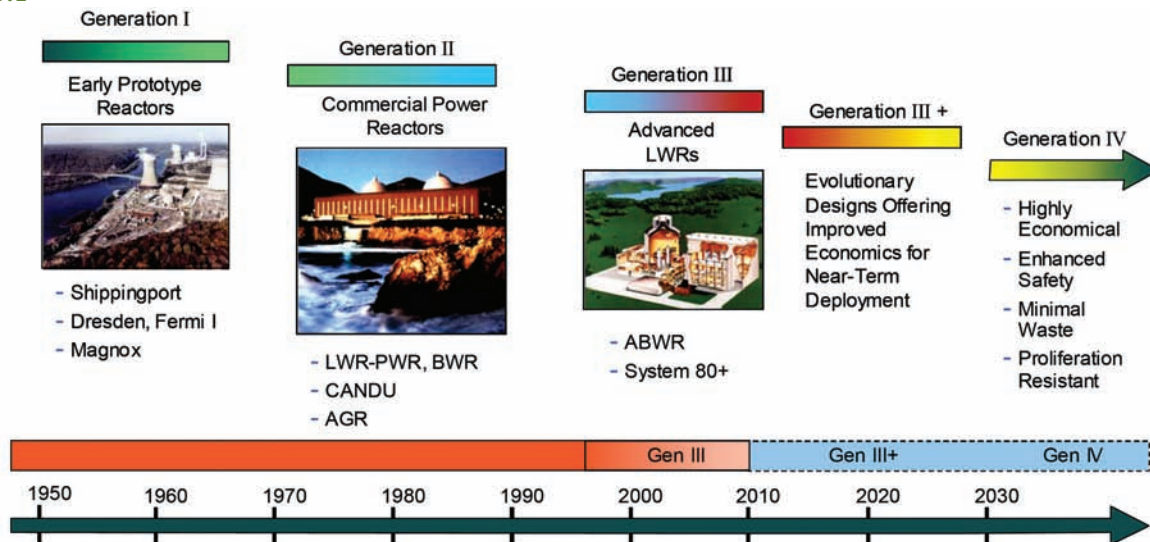 Generation I
Early Prototype
Reactors
- Shippingport
- Dresden, Fermi I
- Magnox
Generation II
Commercial Power
Reactors
- LWR-PWR, BWR
- CANDU
- AGR
Generation III
Advanced
LWRs
- ABWR
- System 80+
Generation III +
Evolutionary
Designs Offering
Improved
Economics for
Near-Term
Deployment
Generation IV
- Highly
Economical
- Enhanced
Safety
- Minimal
Waste
- Proliferation
Resistant
Gen III
Gen III+
Gen IV
1950
1960
1970
1980
1990
2000
2010
2020
2030